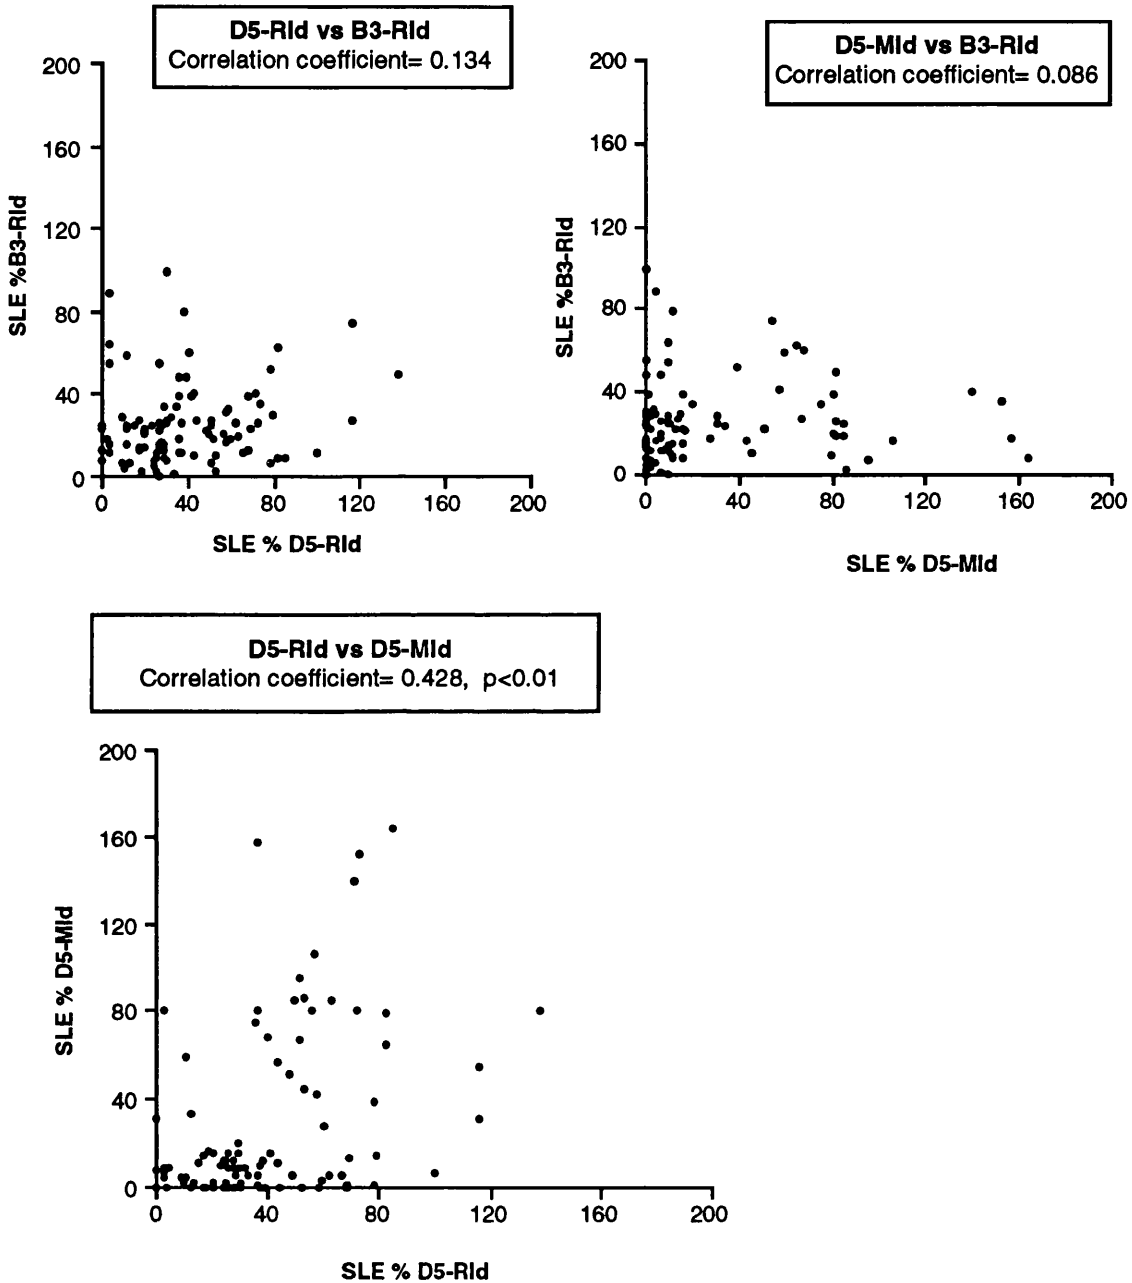 D5-RId vs B3-RId
Correlation coefficient= 0.134
200
160
120
80
40
0
SLE %B3-RId
0 40 80 120 160 200
SLE % D5-RId
D5-MId vs B3-RId
Correlation coefficient= 0.086
200
160
120
80
40
0
SLE %B3-RId
0 40 80 120 160 200
SLE % D5-MId
D5-RId vs D5-MId
Correlation coefficient= 0.428, p<0.01
200
160
120
80
40
0
SLE % D5-MId
0 40 80 120 160 200
SLE % D5-RId